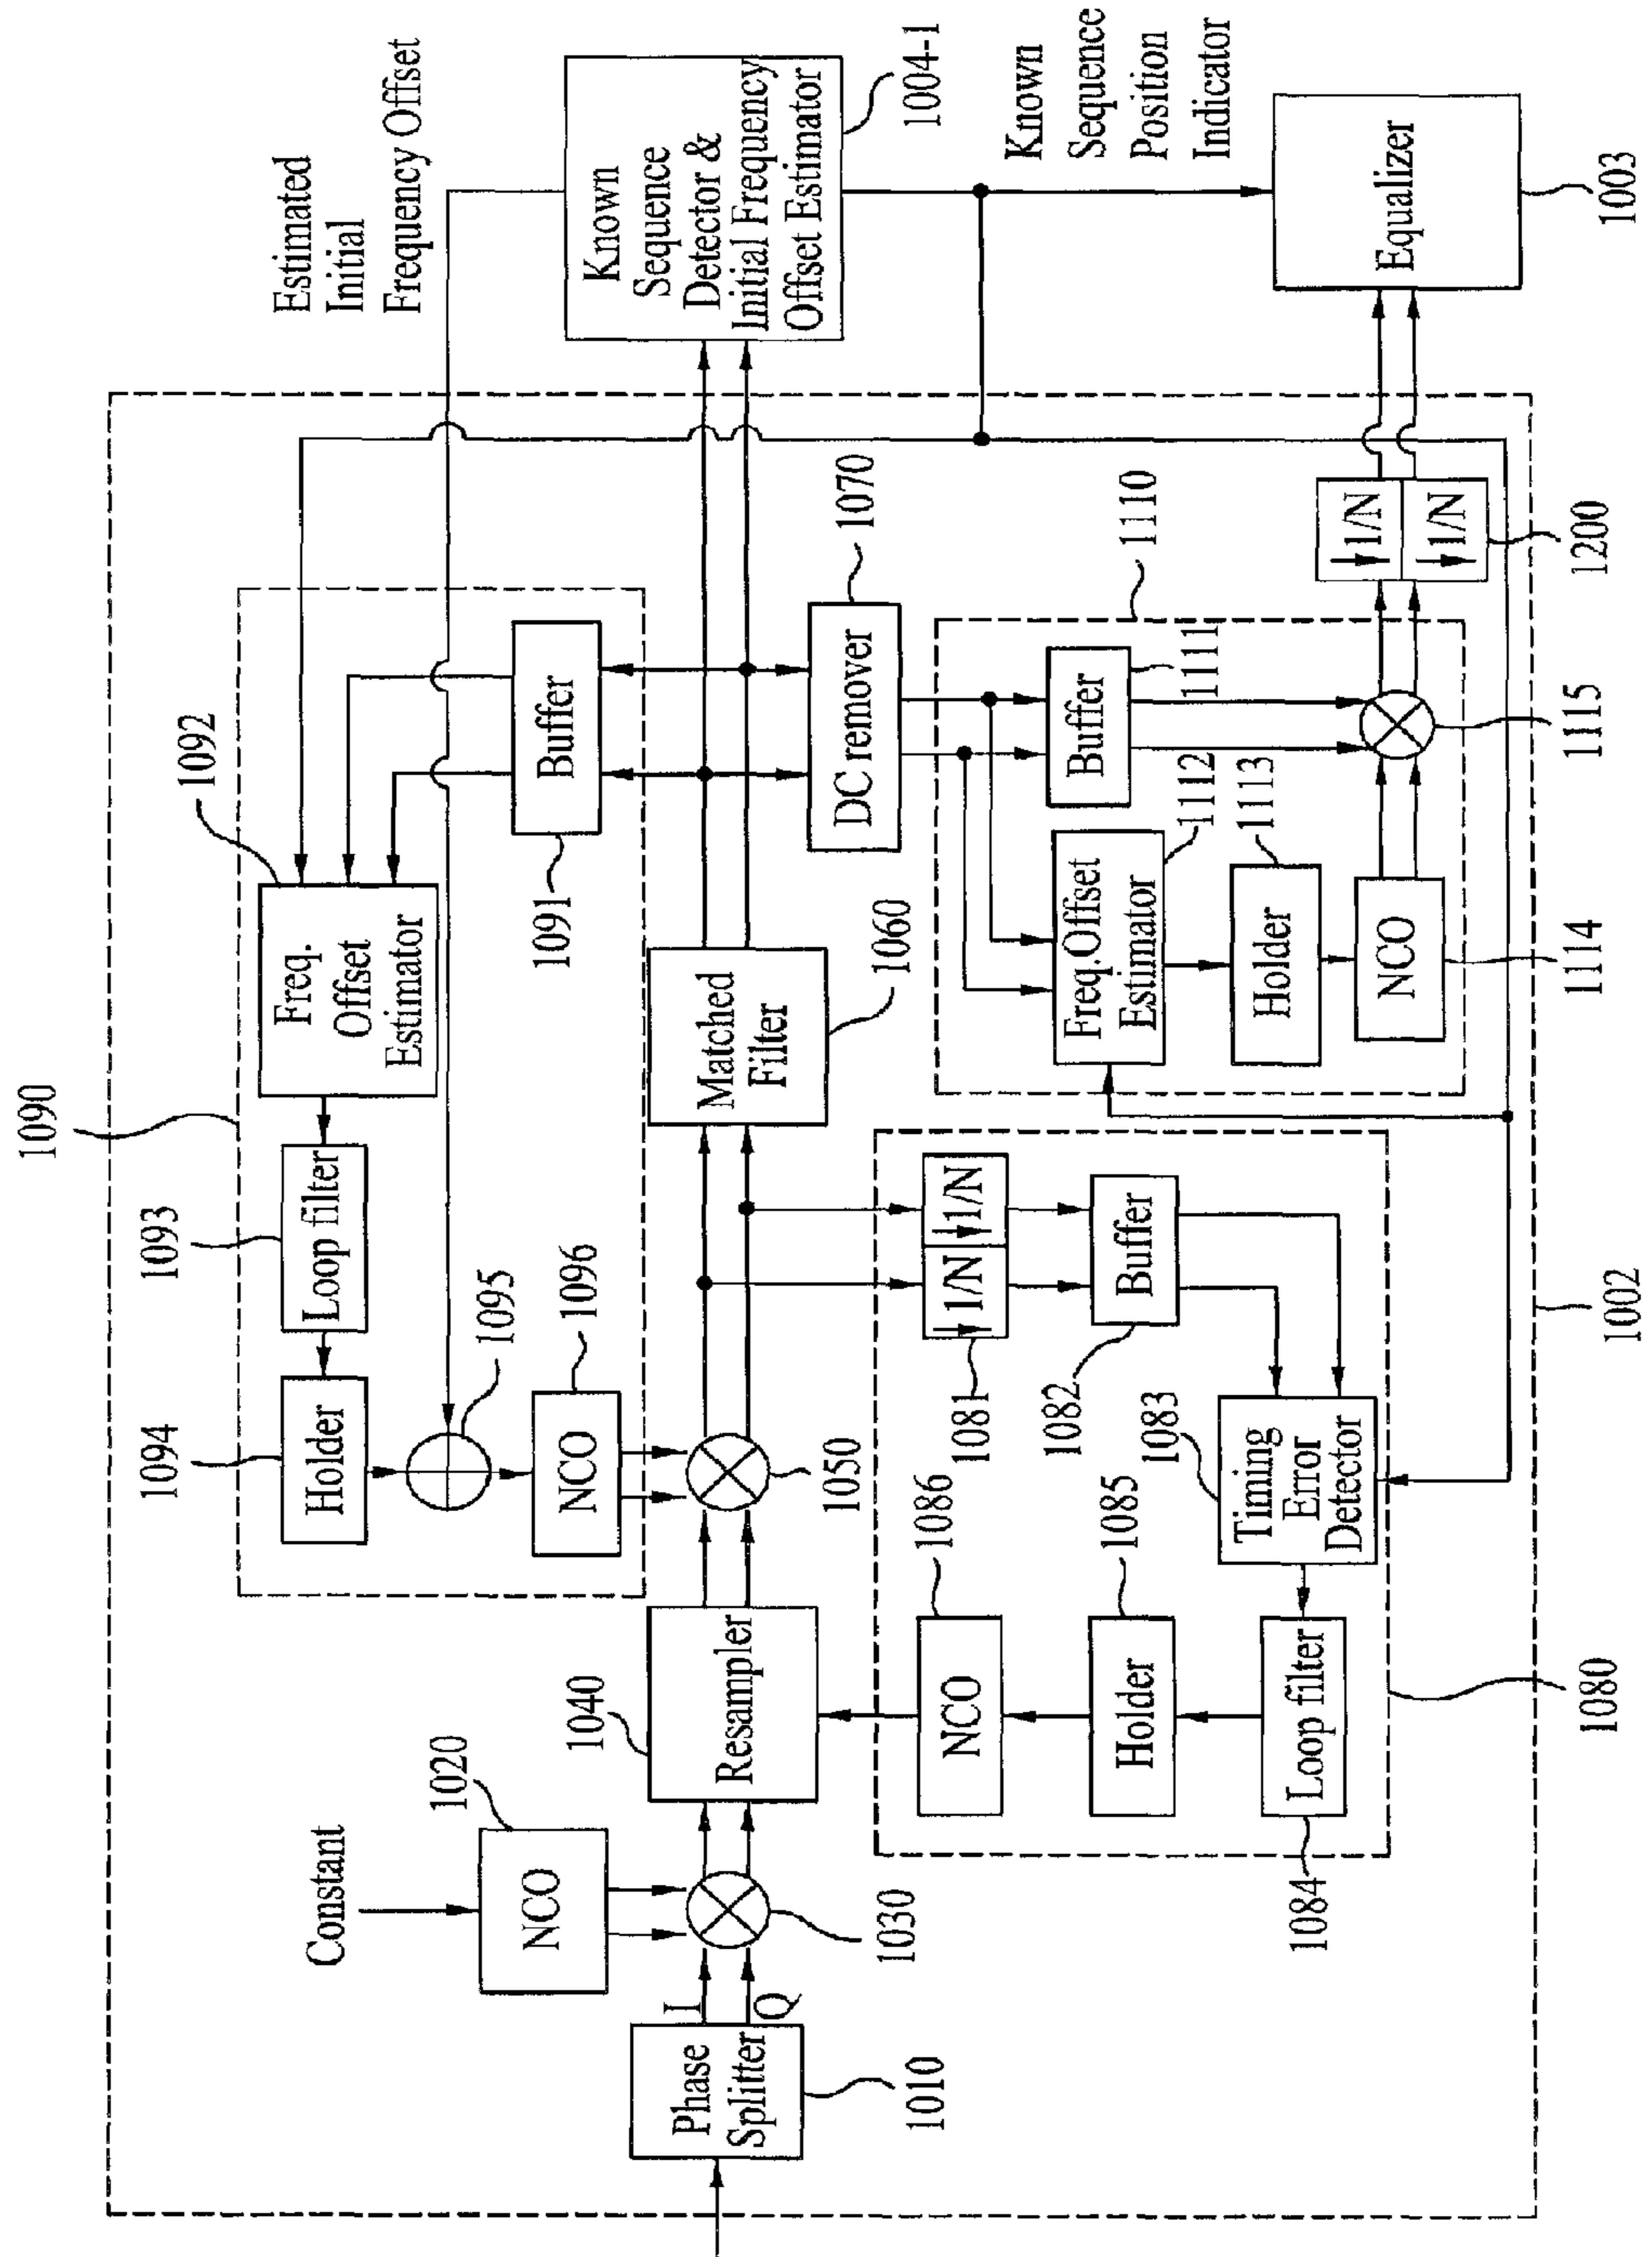 Estimated
Initial
Frequency Offset
Known
Sequence
Detector &
Initial Frequency
Offset Estimator
1004-1
Known
Sequence
Position
Indicator
Equalizer
1003
1090
1092
Freq.
Offset
Estimator
Buffer
1091
Loop filter
1093
Holder
1094
1095
NCO
1096
Constant
NCO
1020
Phase
Splitter
1010
I
Q
1030
Resampler
1040
1050
Matched
Filter
1060
DC remover
1070
1110
Buffer
1111
Freq.Offset
Estimator
1112
Holder
1113
NCO
1114
1115
1/N
1/N
1200
1/N
1/N
1081
Buffer
1082
Timing
Error
Detector
1083
Loop filter
1084
Holder
1085
NCO
1086
1080
1002